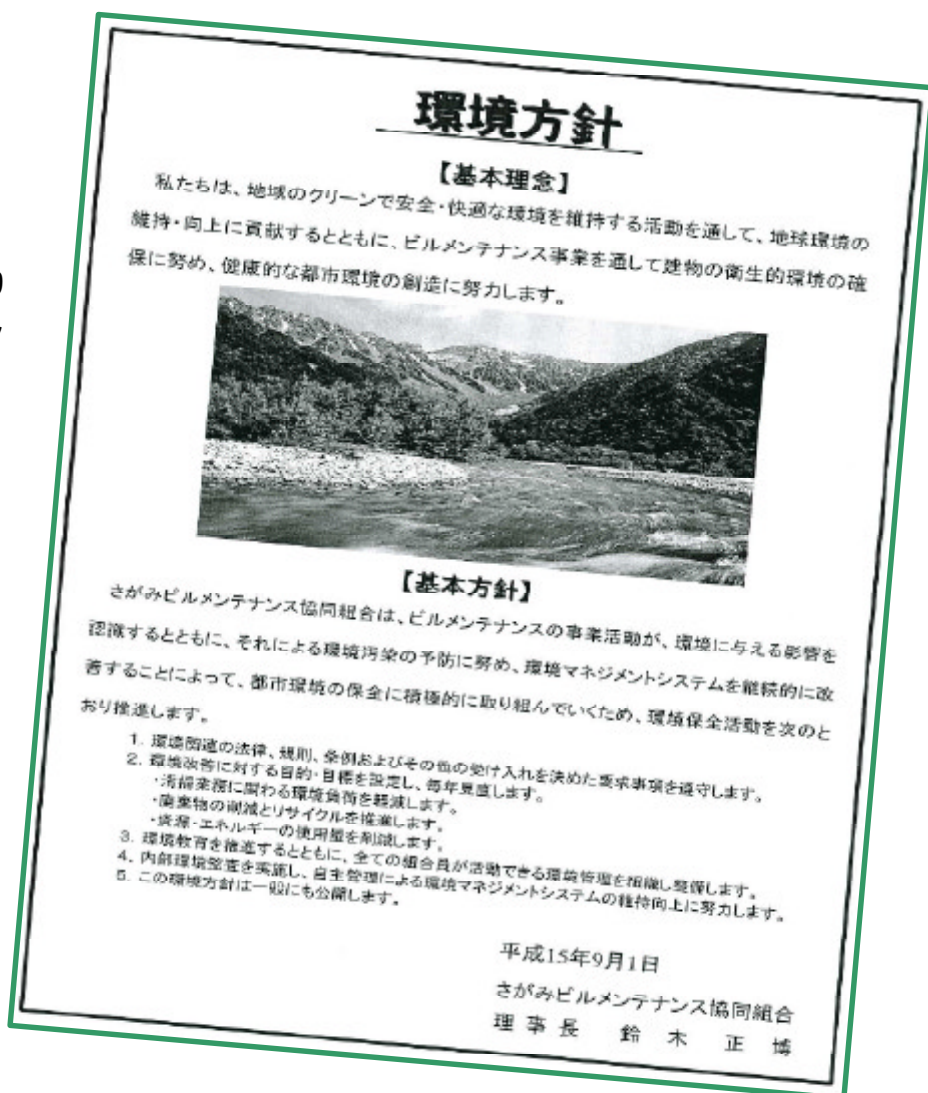 環境方針
【基本理念】
私たちは、地域のクリーンで安全・快適な環境を維持する活動を通して、地球環境の
維持・向上に貢献するとともに、ビルメンテナンス事業を通して建物の衛生的環境の確
保に努め、健康的な都市環境の創造に努力します。
【基本方針】
さがみビルメンテナンス協同組合は、ビルメンテナンスの事業活動が、環境に与える影響を
認識するとともに、それによる環境汚染の予防に努め、環境マネジメントシステムを継続的に改
善することによって、都市環境の保全に積極的に取り組んでいくため、環境保全活動を次のと
おり推進します。
1. 環境関連の法律、規則、条例およびその他の受け入れを決めた要求事項を遵守します。
2. 環境改善に対する目的・目標を設定し、毎年見直します。
・清掃業務に関わる環境負荷を軽減します。
・廃棄物の削減とリサイクルを推進します。
・資源・エネルギーの使用量を削減します。
3. 環境教育を推進するとともに、全ての組合員が活動できる環境管理を組織し整備します。
4. 内部環境監査を実施し、自主管理による環境マネジメントシステムの維持向上に努力します。
5. この環境方針は一般にも公開します。
平成15年9月1日
さがみビルメンテナンス協同組合
理事長 鈴木 正博